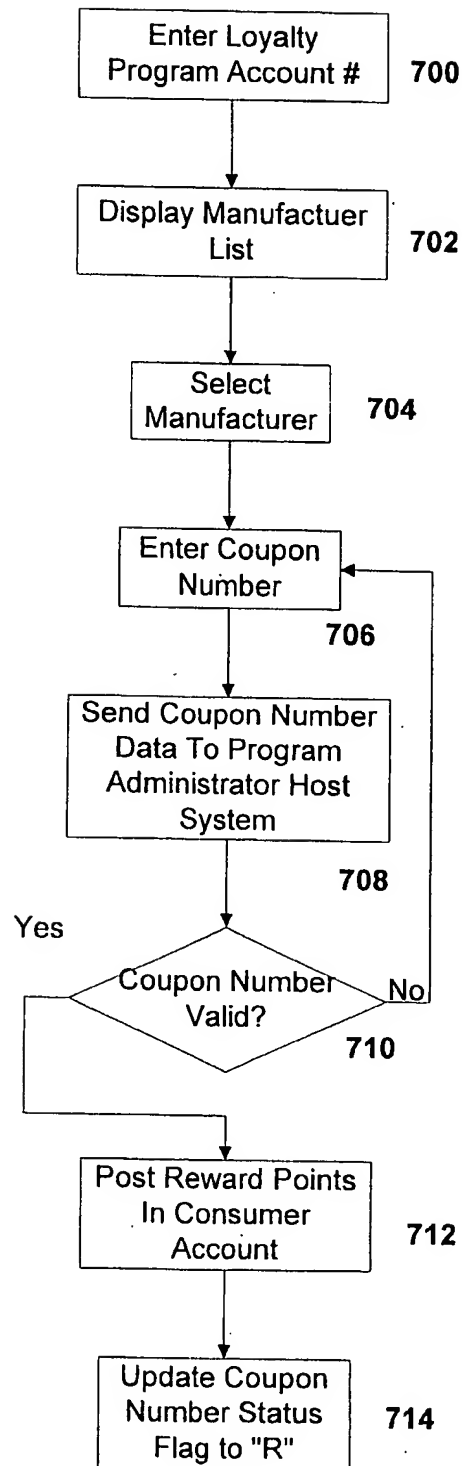 Enter Loyalty
Program Account #
700
Display Manufactuer
List
702
Select
Manufacturer
704
Enter Coupon
Number
706
Send Coupon Number
Data To Program
Administrator Host
System
708
Yes
Coupon Number
Valid?
No
710
Post Reward Points
In Consumer
Account
712
Update Coupon
Number Status
Flag to "R"
714